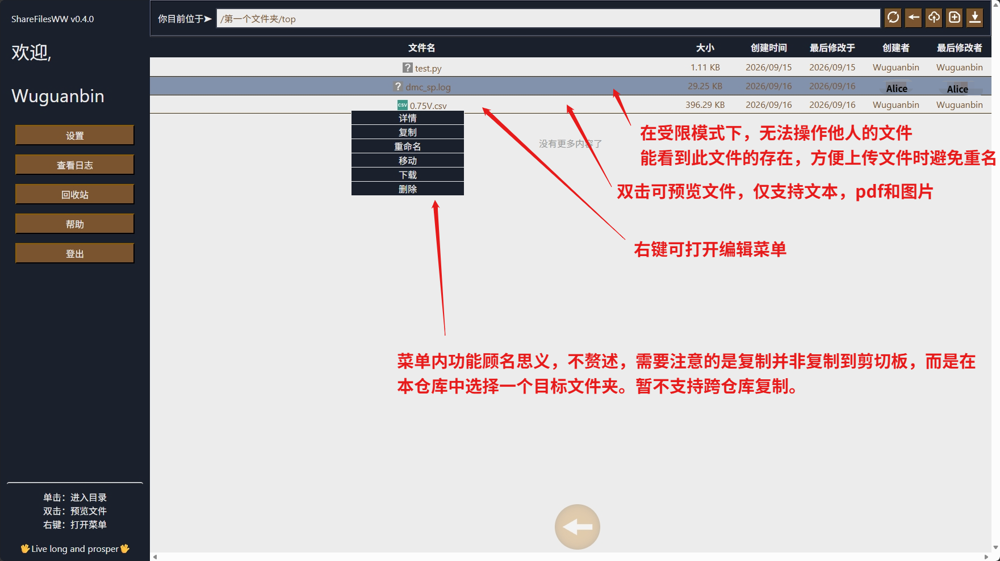 ShareFilesWW v0.4.0
欢迎,
Wuguanbin
设置
查看日志
回收站
帮助
登出
单击：进入目录
双击：预览文件
右键：打开菜单
🖖Live long and prosper🖖
你目前位于➤ /第一个文件夹/top
文件名 大小 创建时间 最后修改于 创建者 最后修改者
? test.py 1.11 KB 2026/09/15 2026/09/15 Wuguanbin Wuguanbin
? dmc_sp.log 29.25 KB 2026/09/16 2026/09/16 Alice Alice
CSV 0.75V.csv 396.29 KB 2026/09/16 2026/09/16 Wuguanbin Wuguanbin
详情
复制
重命名
移动
下载
删除
没有更多内容了
在受限模式下，无法操作他人的文件
能看到此文件的存在，方便上传文件时避免重名
双击可预览文件，仅支持文本，pdf和图片
右键可打开编辑菜单
菜单内功能顾名思义，不赘述，需要注意的是复制并非复制到剪切板，而是在
本仓库中选择一个目标文件夹。暂不支持跨仓库复制。